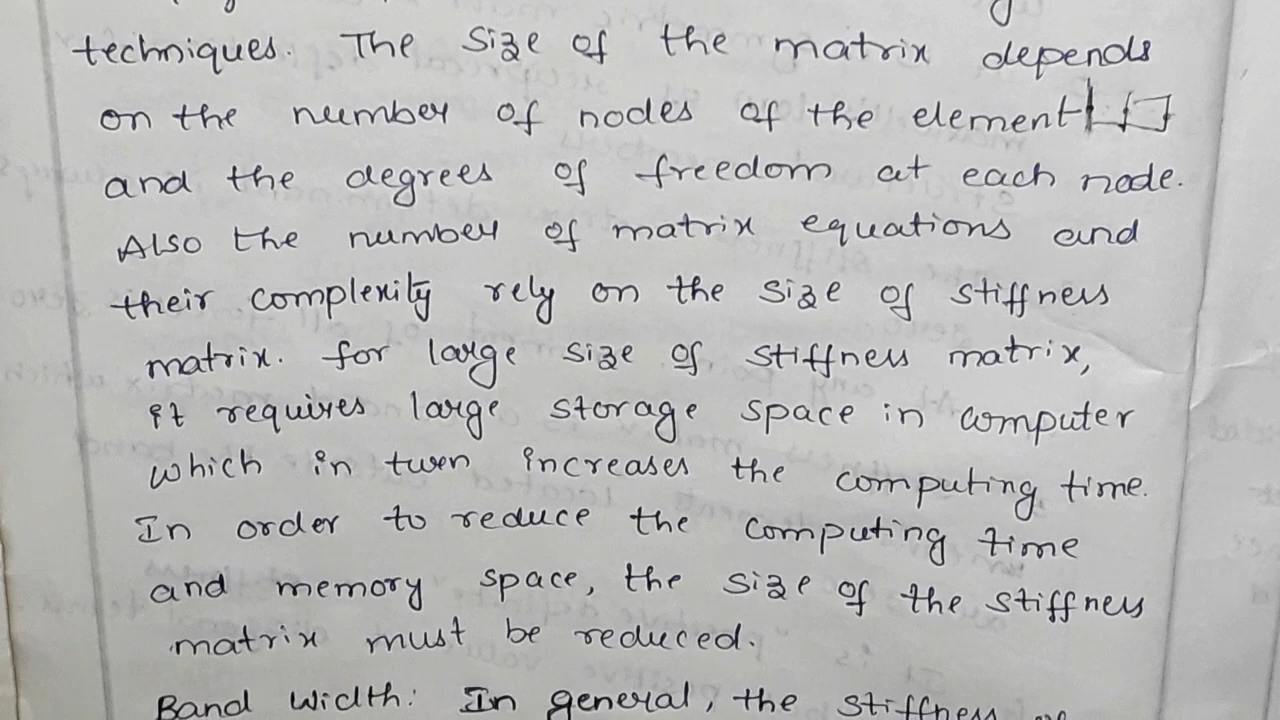 techniques. The size of the matrix depends
on the number of nodes of the element
and the degrees of freedom at each node.
Also the number of matrix equations and
their complexity rely on the size of stiffness
matrix. for large size of stiffness matrix,
it requires large storage space in computer
which in turn increases the computing time.
In order to reduce the computing time
and memory space, the size of the stiffness
matrix must be reduced.
Band Width: In general, the stiffness